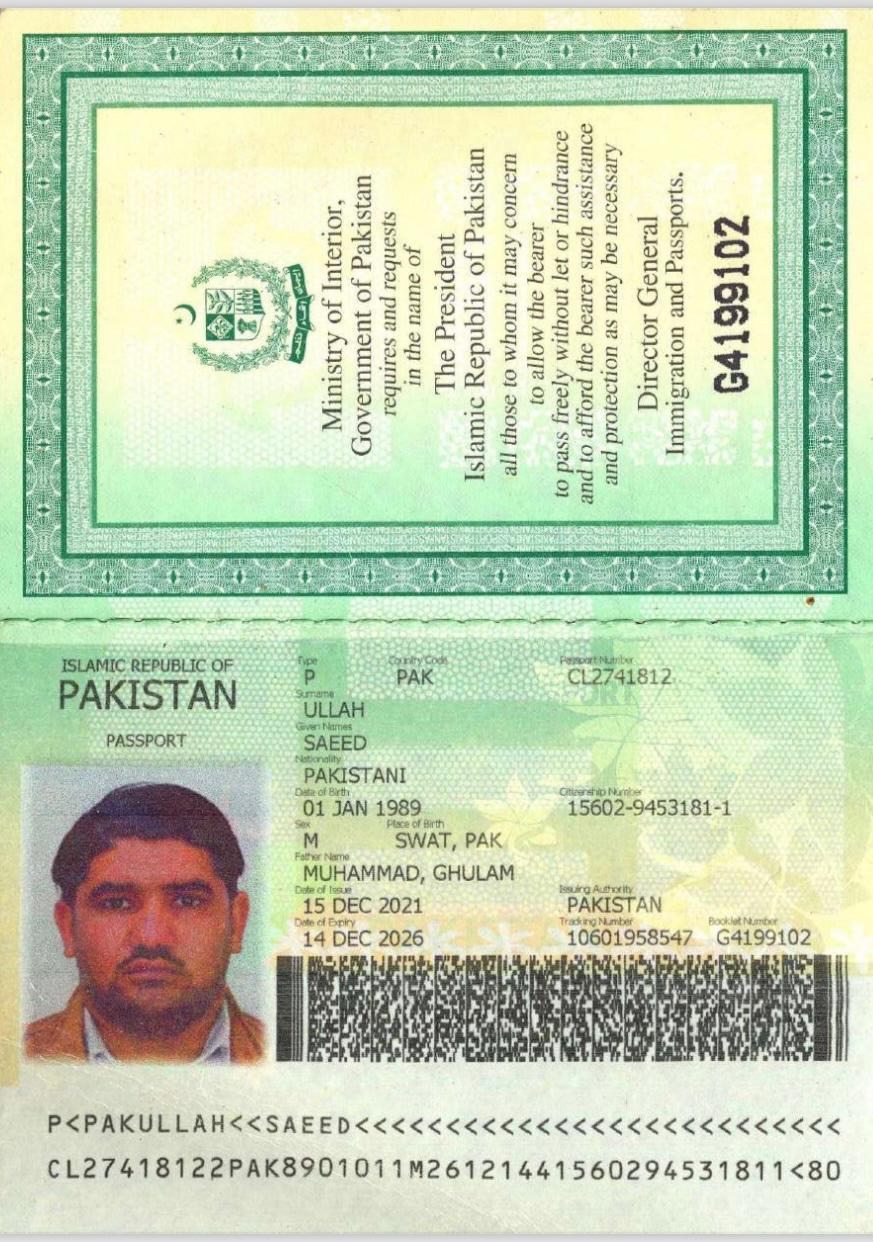 Ministry of Interior,
Government of Pakistan
requires and requests
in the name of
The President
Islamic Republic of Pakistan
all those to whom it may concern
to allow the bearer
to pass freely without let or hindrance
and to afford the bearer such assistance
and protection as may be necessary
Director General
Immigration and Passports.
G4199102
ISLAMIC REPUBLIC OF
PAKISTAN
PASSPORT
Type Country Code Passport Number
P PAK CL2741812
Surname
ULLAH
Given Names
SAEED
Nationality
PAKISTANI
Date of Birth Citizenship Number
01 JAN 1989 15602-9453181-1
Sex Place of Birth
M SWAT, PAK
Father Name
MUHAMMAD, GHULAM
Date of Issue Issuing Authority
15 DEC 2021 PAKISTAN
Date of Expiry Tracking Number Booklet Number
14 DEC 2026 10601958547 G4199102
P<PAKULLAH<<SAEED<<<<<<<<<<<<<<<<<<<<<<<<<<<
CL27418122PAK8901011M26121441560294531811<80